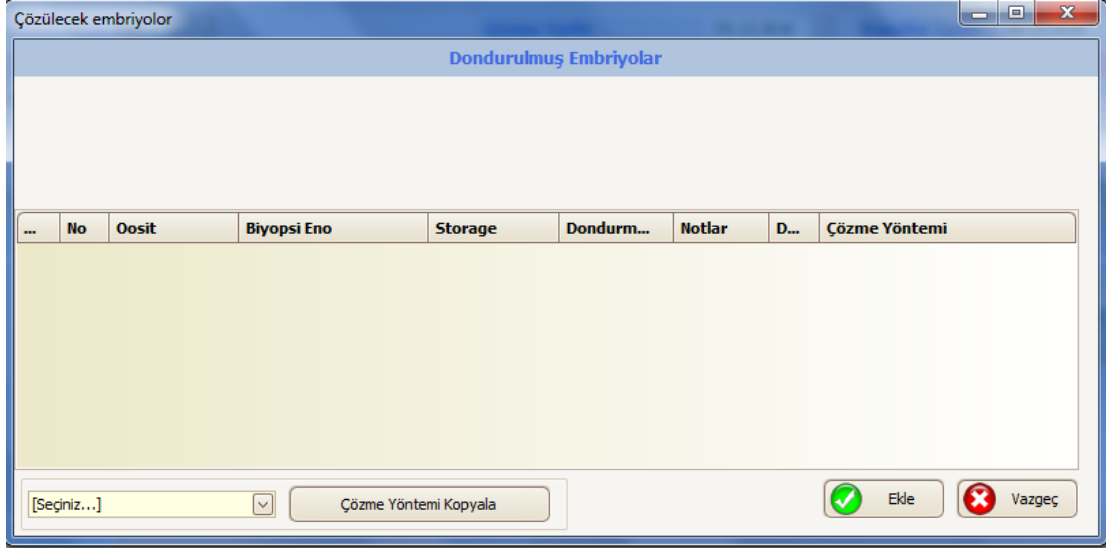 Çözülecek embriyolor
Dondurulmuş Embriyolar
... No Oosit Biyopsi Eno Storage Dondurm... Notlar D... Çözme Yöntemi
[Seçiniz...] Çözme Yöntemi Kopyala Ekle Vazgeç